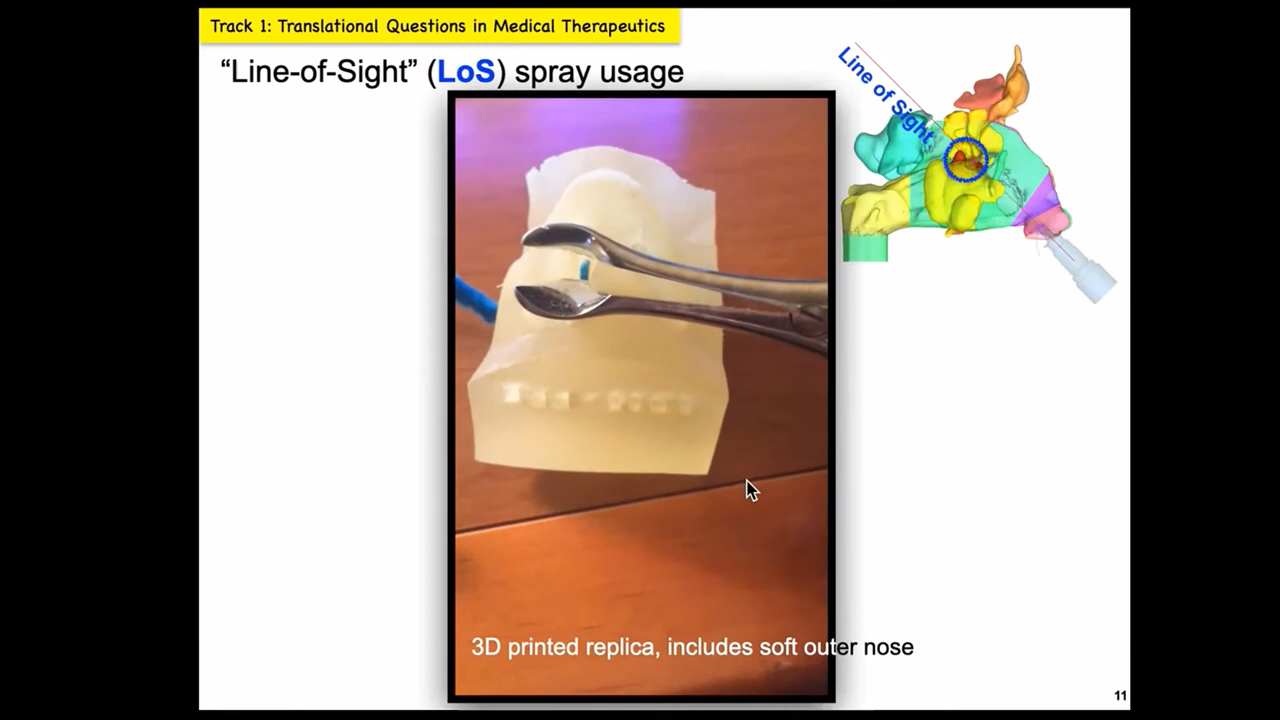 Track 1: Translational Questions in Medical Therapeutics
“Line-of-Sight” (LoS) spray usage
Line of Sight
3D printed replica, includes soft outer nose
11